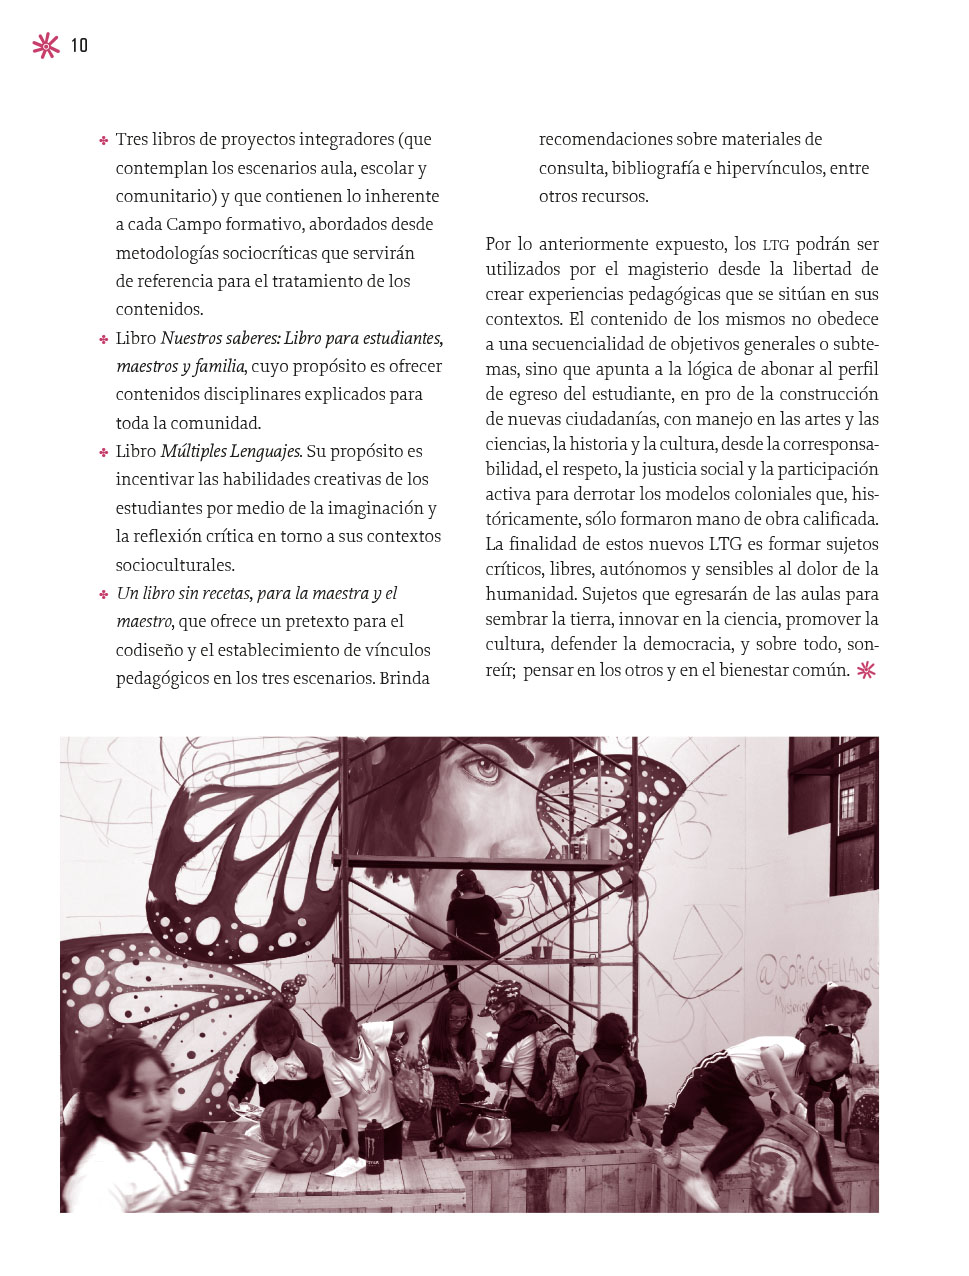 10
Tres libros de proyectos integradores (que
contemplan los escenarios aula, escolar y
comunitario) y que contienen lo inherente
a cada Campo formativo, abordados desde
metodologías sociocríticas que servirán
de referencia para el tratamiento de los
contenidos.
Libro Nuestros saberes: Libro para estudiantes,
maestros y familia, cuyo propósito es ofrecer
contenidos disciplinares explicados para
toda la comunidad.
Libro Múltiples Lenguajes. Su propósito es
incentivar las habilidades creativas de los
estudiantes por medio de la imaginación y
la reflexión crítica en torno a sus contextos
socioculturales.
Un libro sin recetas, para la maestra y el
maestro, que ofrece un pretexto para el
codiseño y el establecimiento de vínculos
pedagógicos en los tres escenarios. Brinda
recomendaciones sobre materiales de
consulta, bibliografía e hipervínculos, entre
otros recursos.
Por lo anteriormente expuesto, los LTG podrán ser
utilizados por el magisterio desde la libertad de
crear experiencias pedagógicas que se sitúan en sus
contextos. El contenido de los mismos no obedece
a una secuencialidad de objetivos generales o subte-
mas, sino que apunta a la lógica de abonar al perfil
de egreso del estudiante, en pro de la construcción
de nuevas ciudadanías, con manejo en las artes y las
ciencias, la historia y la cultura, desde la corresponsa-
bilidad, el respeto, la justicia social y la participación
activa para derrotar los modelos coloniales que, his-
tóricamente, sólo formaron mano de obra calificada.
La finalidad de estos nuevos LTG es formar sujetos
críticos, libres, autónomos y sensibles al dolor de la
humanidad. Sujetos que egresarán de las aulas para
sembrar la tierra, innovar en la ciencia, promover la
cultura, defender la democracia, y sobre todo, son-
reír; pensar en los otros y en el bienestar común.
@SofiaCASTELLANOS